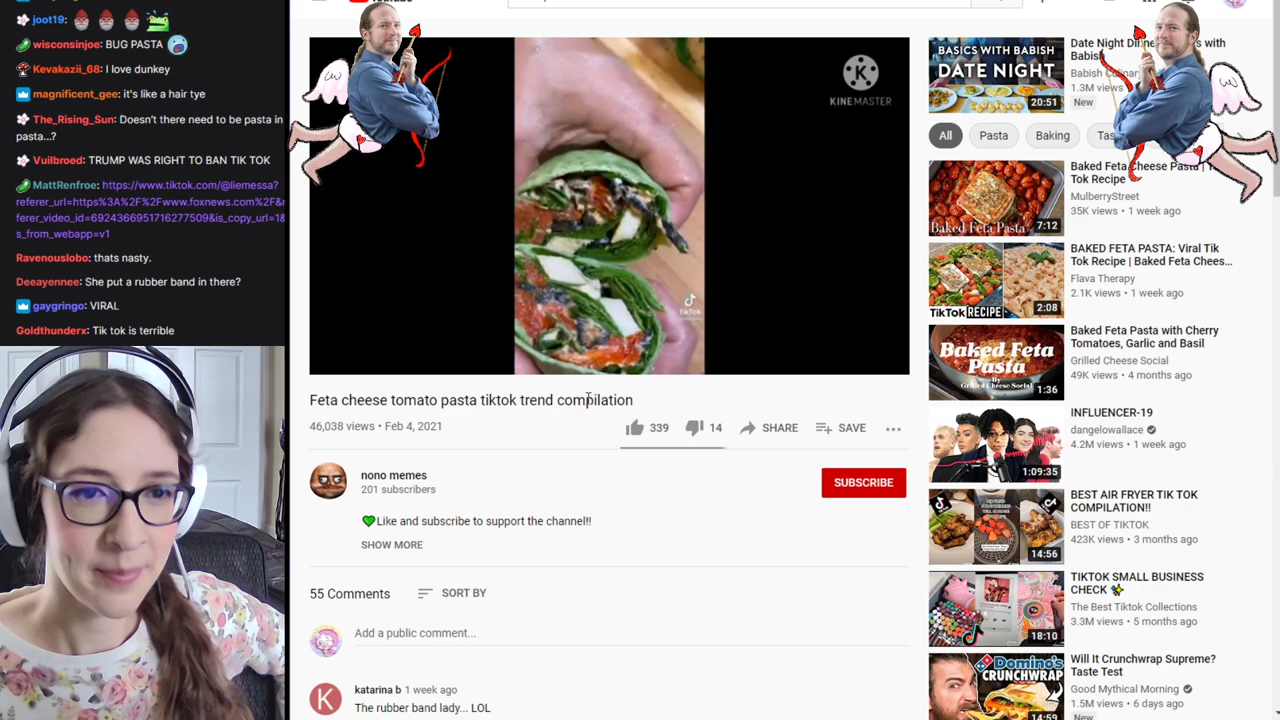 joot19:
wisconsinjoe: BUG PASTA
Kevakazii_68: I love dunkey
magnificent_gee: it's like a hair tye
The_Rising_Sun: Doesn't there need to be pasta in
pasta...?
Vuilbroed: TRUMP WAS RIGHT TO BAN TIK TOK
MattRenfroe: https://www.tiktok.com/@liemessa?
referer_url=https%3A%2F%2Fwww.foxnews.com%2F&
ferer_video_id=6924366951716277509&is_copy_url=1&
s_from_webapp=v1
Ravenouslobo: thats nasty.
Deeayennee: She put a rubber band in there?
gaygringo: VIRAL
Goldthunderx: Tik tok is terrible
K
KINEMASTER
TikTok
Feta cheese tomato pasta tiktok trend compilation
46,038 views • Feb 4, 2021
339
14
SHARE
SAVE
nono memes
201 subscribers
SUBSCRIBE
Like and subscribe to support the channel!!
SHOW MORE
55 Comments
SORT BY
Add a public comment...
K
katarina b 1 week ago
The rubber band lady... LOL
BASICS WITH BABISH
DATE NIGHT
20:51
Date Night with
Babish
Babish
1.3M views
New
All
Pasta
Baking
Baked Feta Pasta
7:12
Baked Feta Cheese Pasta |
Tok Recipe
MulberryStreet
35K views • 1 week ago
TikTok RECIPE
2:08
BAKED FETA PASTA: Viral Tik
Tok Recipe | Baked Feta Chees...
Flava Therapy
2.1K views • 1 week ago
Baked Feta
Pasta
By
Grilled Cheese Social
1:36
Baked Feta Pasta with Cherry
Tomatoes, Garlic and Basil
Grilled Cheese Social
49K views • 4 months ago
1:09:35
INFLUENCER-19
dangelowallace
4.2M views • 1 week ago
14:56
BEST AIR FRYER TIK TOK
COMPILATION!!
BEST OF TIKTOK
423K views • 3 months ago
18:10
TIKTOK SMALL BUSINESS
CHECK
The Best Tiktok Collections
3.3M views • 5 months ago
Domino's
CRUNCHWRAP
14:59
Will It Crunchwrap Supreme?
Taste Test
Good Mythical Morning
1.5M views • 6 days ago
New